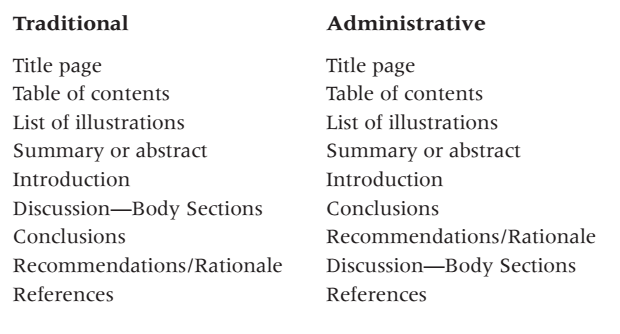 Traditional Administrative
Title page Title page
Table of contents Table of contents
List of illustrations List of illustrations
Summary or abstract Summary or abstract
Introduction Introduction
Discussion—Body Sections Conclusions
Conclusions Recommendations/Rationale
Recommendations/Rationale Discussion—Body Sections
References References